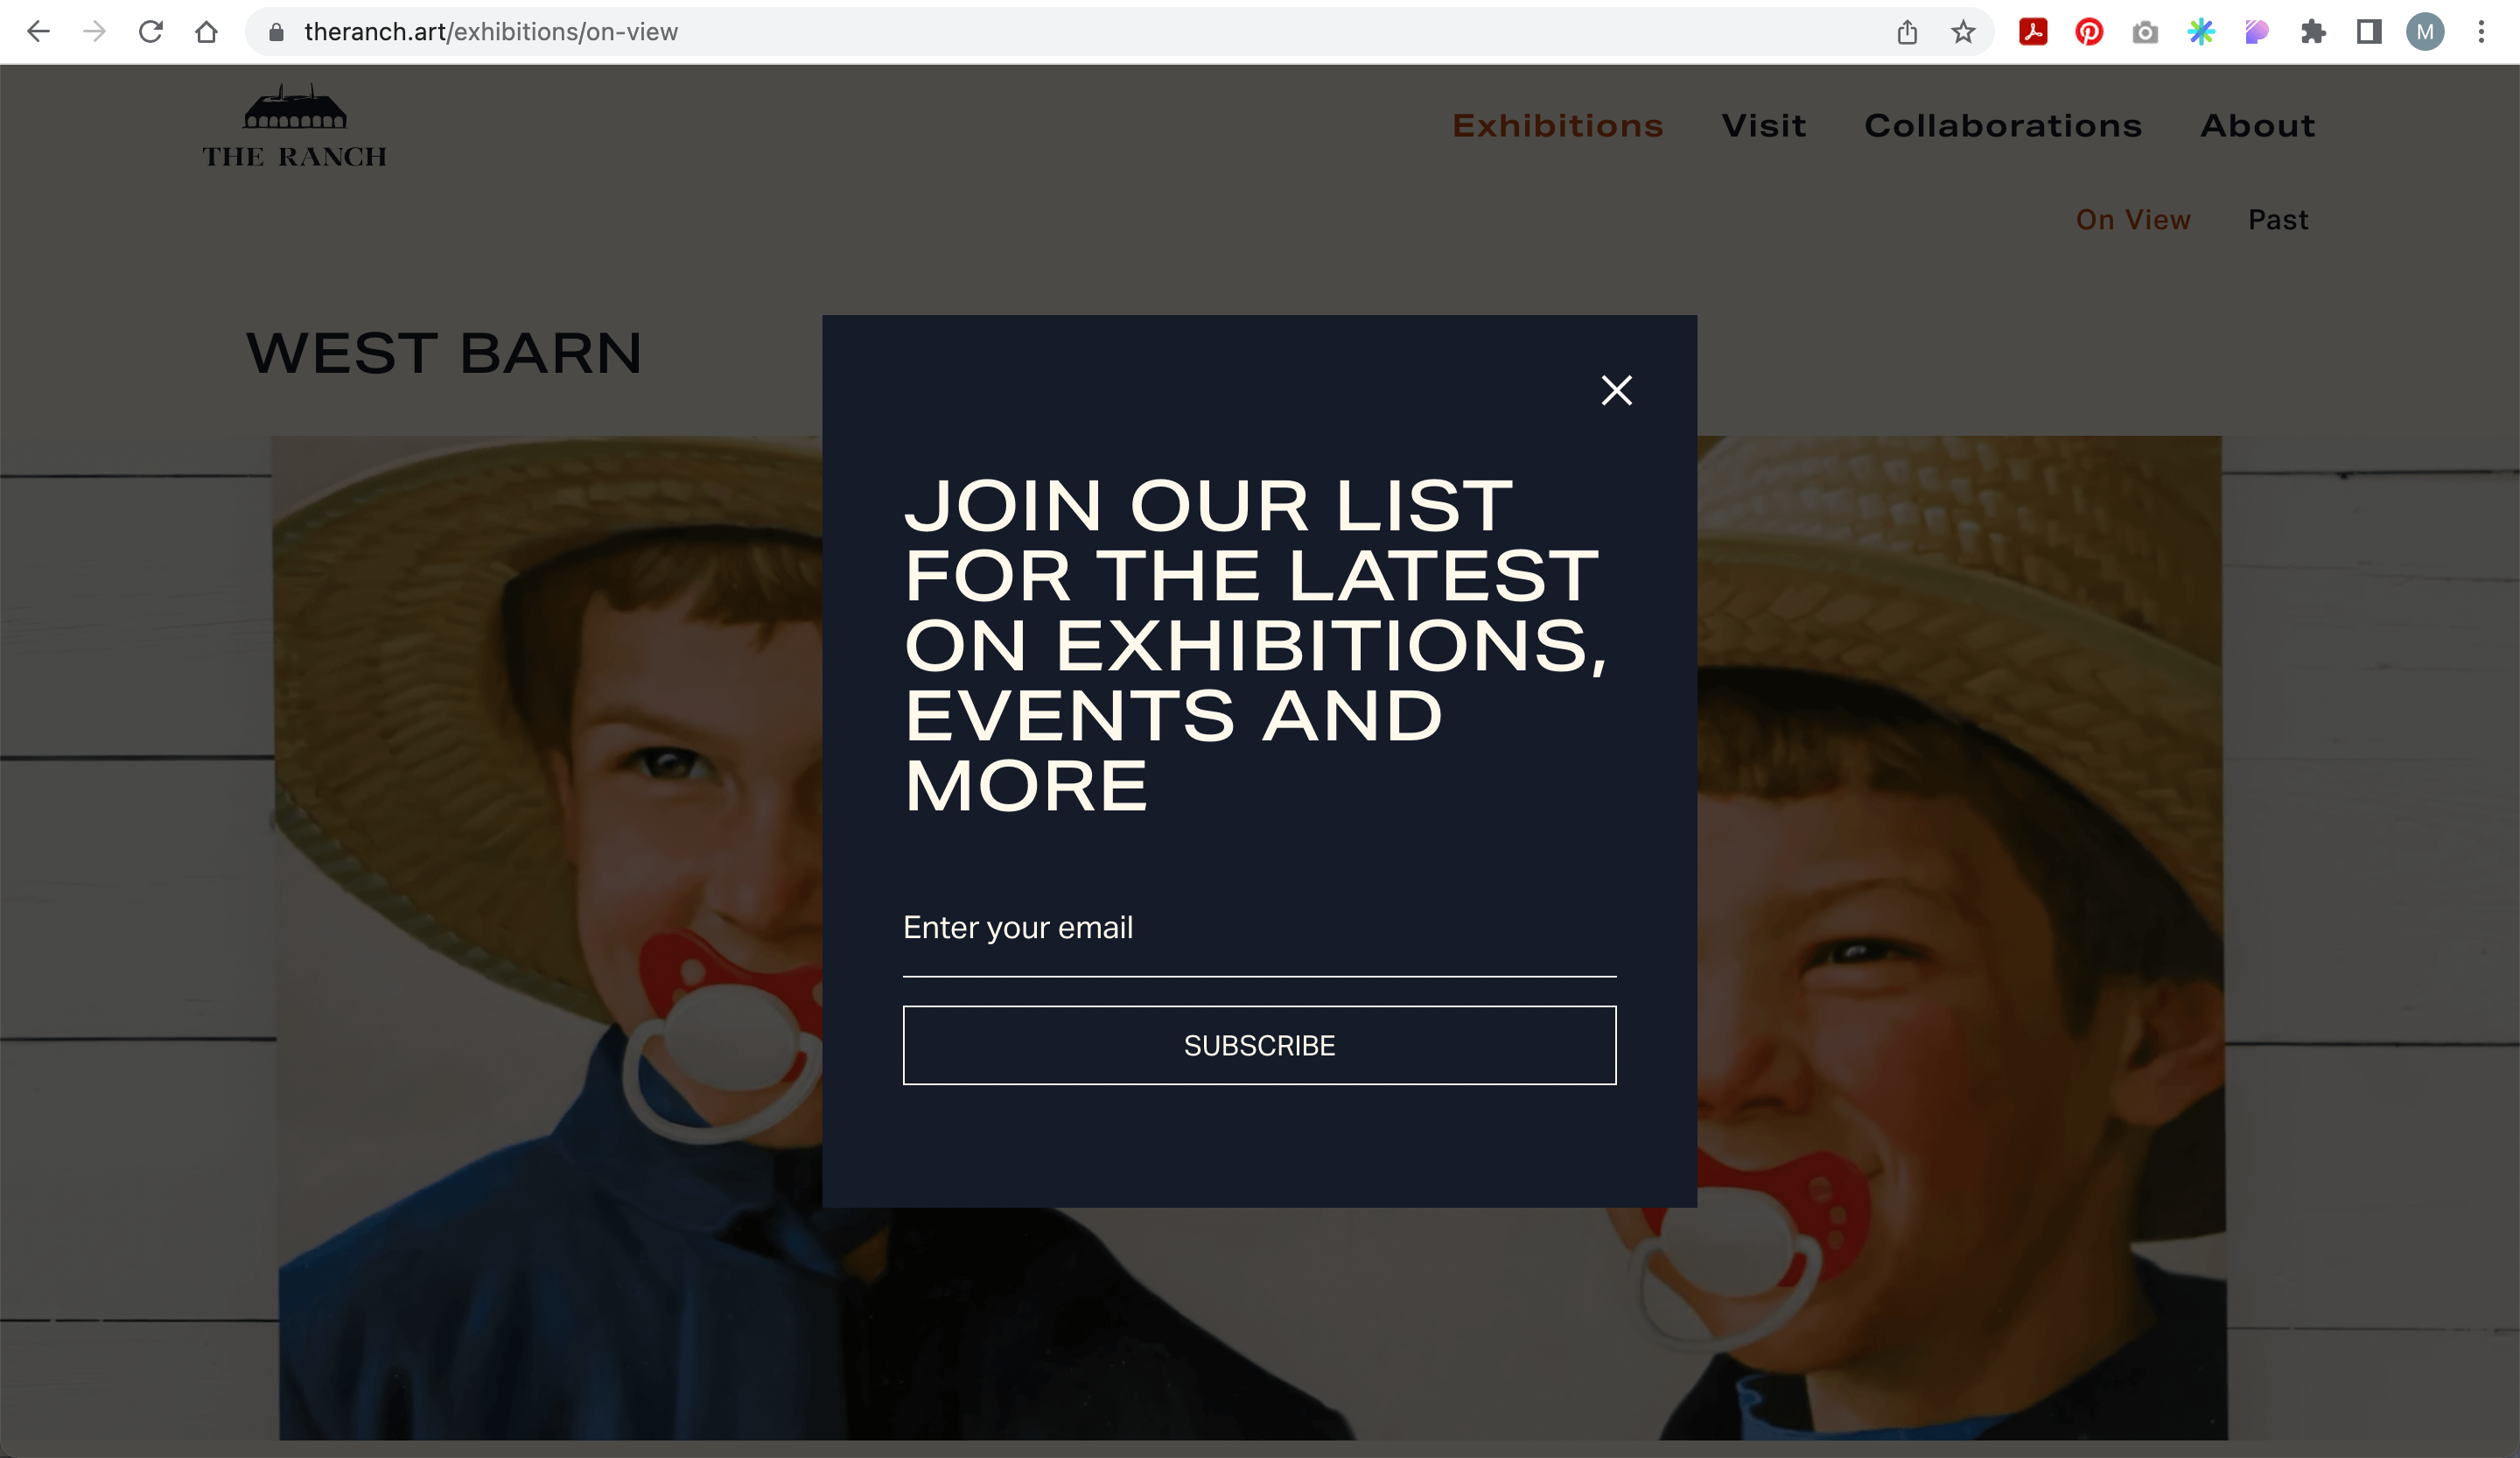 theranch.art/exhibitions/on-view
M
THE RANCH
Exhibitions Visit Collaborations About
On View Past
WEST BARN
JOIN OUR LIST
FOR THE LATEST
ON EXHIBITIONS,
EVENTS AND
MORE
Enter your email
SUBSCRIBE